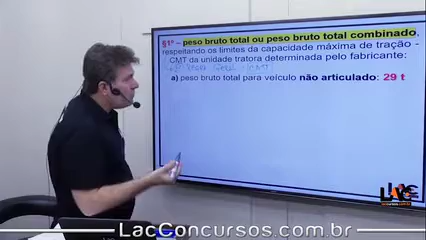 §1º – peso bruto total ou peso bruto total combinado,
respeitando os limites da capacidade máxima de tração -
CMT da unidade tratora determinada pelo fabricante:
a) peso bruto total para veículo não articulado: 29 t
LAC
LacConcursos.com.br